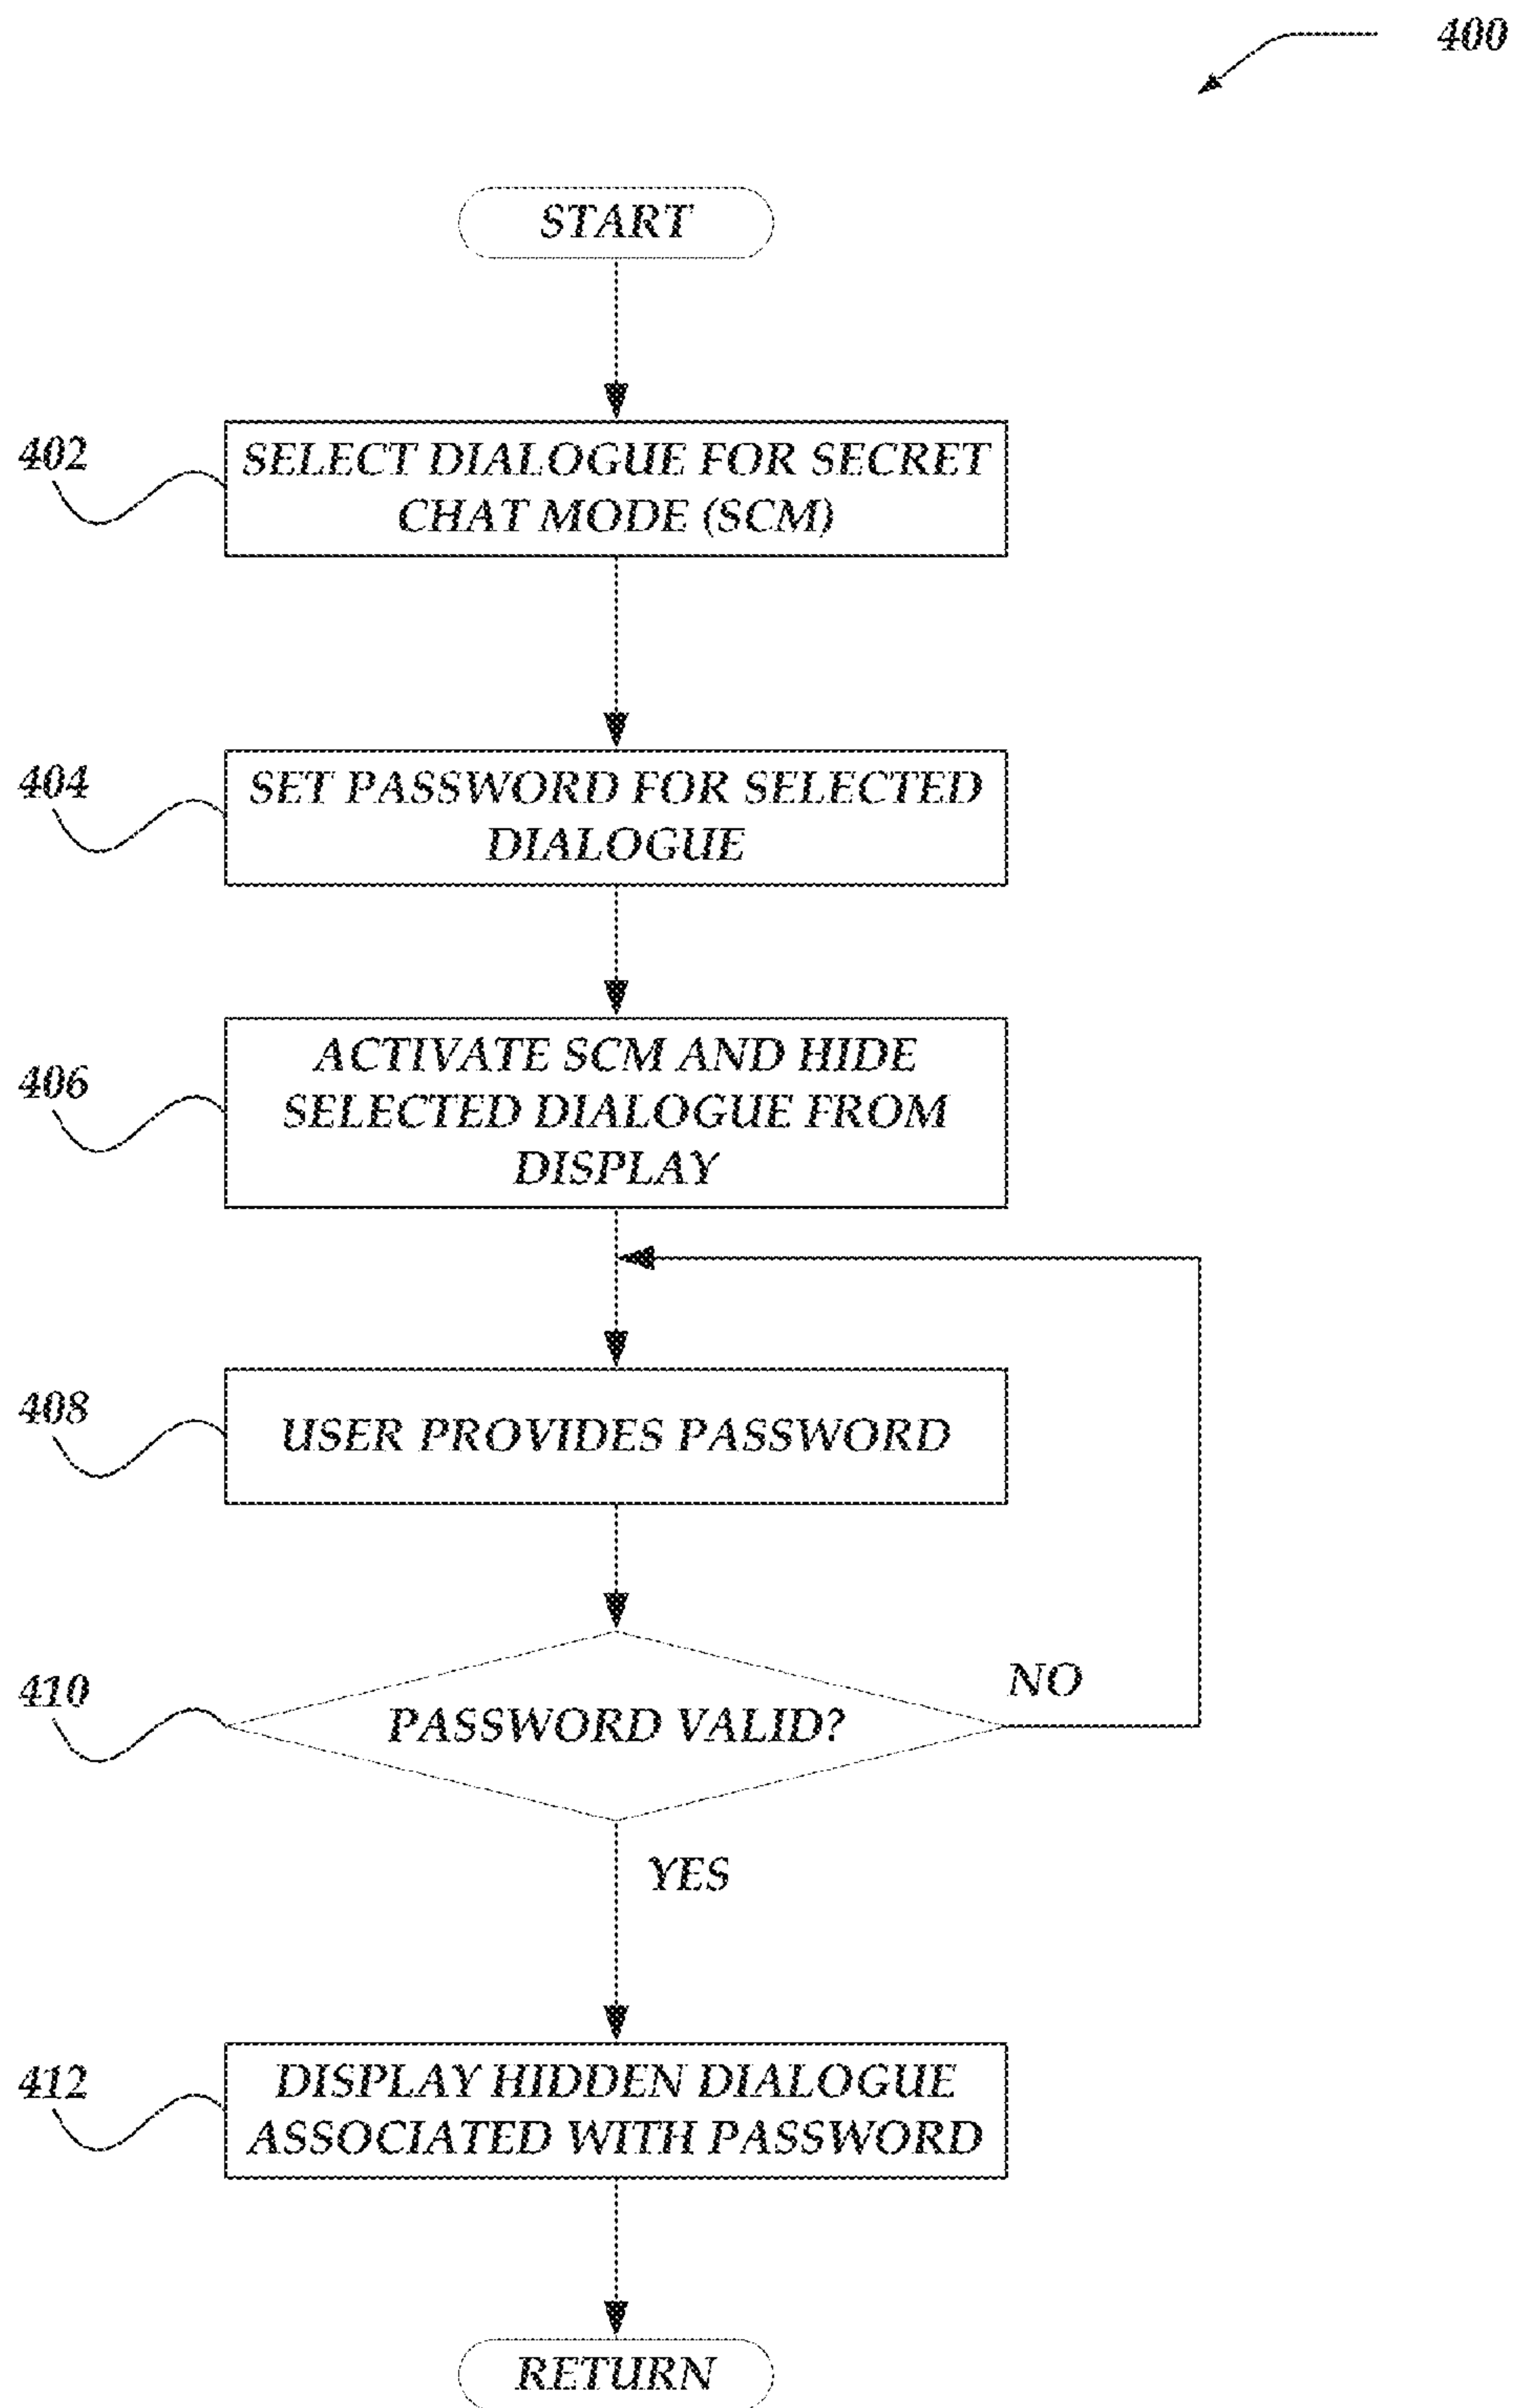 400
START
402
SELECT DIALOGUE FOR SECRET
CHAT MODE (SCM)
404
SET PASSWORD FOR SELECTED
DIALOGUE
406
ACTIVATE SCM AND HIDE
SELECTED DIALOGUE FROM
DISPLAY
408
USER PROVIDES PASSWORD
410
PASSWORD VALID?
NO
YES
412
DISPLAY HIDDEN DIALOGUE
ASSOCIATED WITH PASSWORD
RETURN